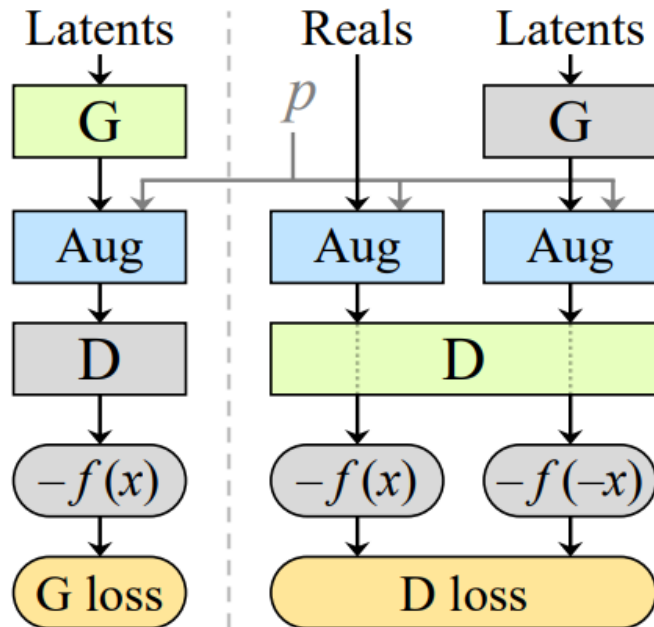 Latents Reals Latents
p
G G
Aug Aug Aug
D D
−f(x) −f(x) −f(−x)
G loss D loss